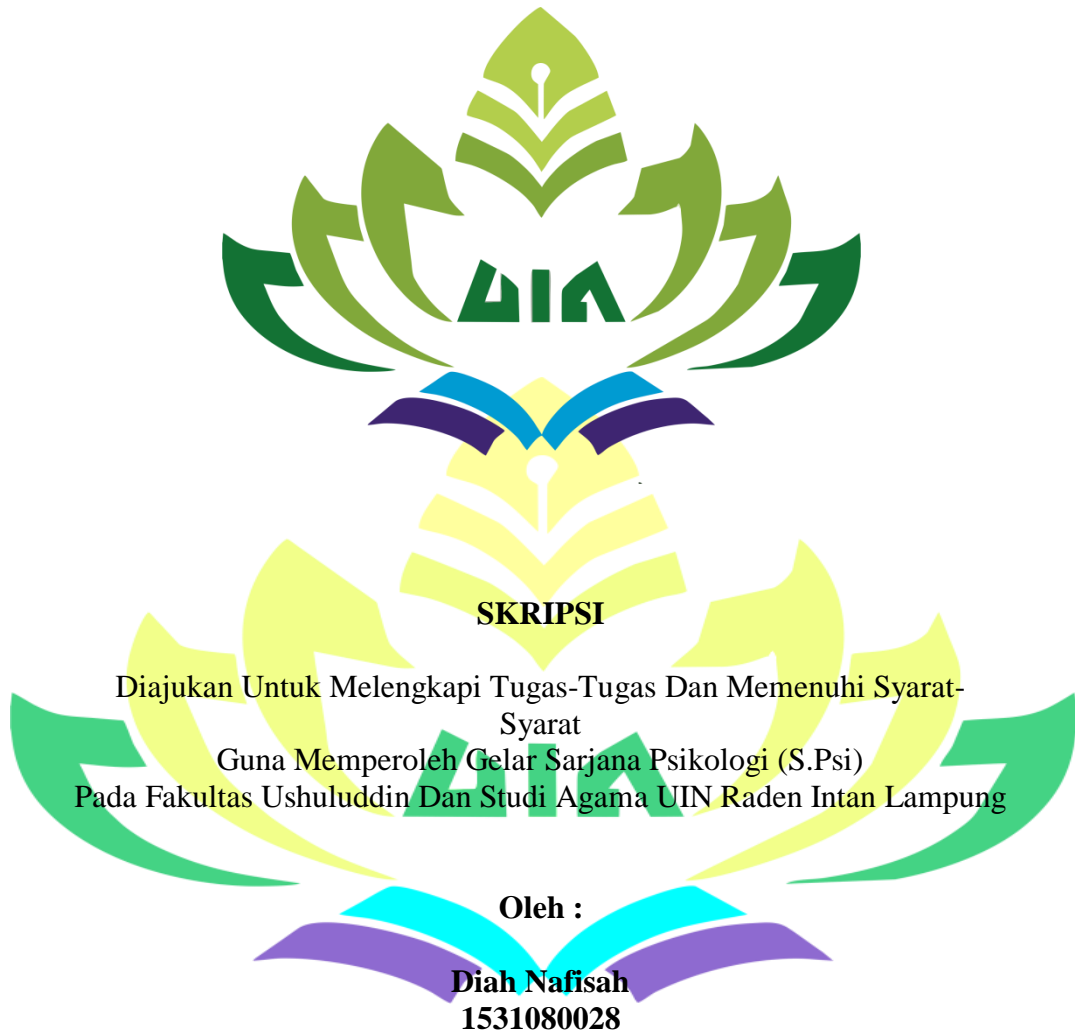 UIN
SKRIPSI
Diajukan Untuk Melengkapi Tugas-Tugas Dan Memenuhi Syarat-
Syarat
Guna Memperoleh Gelar Sarjana Psikologi (S.Psi)
Pada Fakultas Ushuluddin Dan Studi Agama UIN Raden Intan Lampung
UIN
Oleh :
Diah Nafisah
1531080028